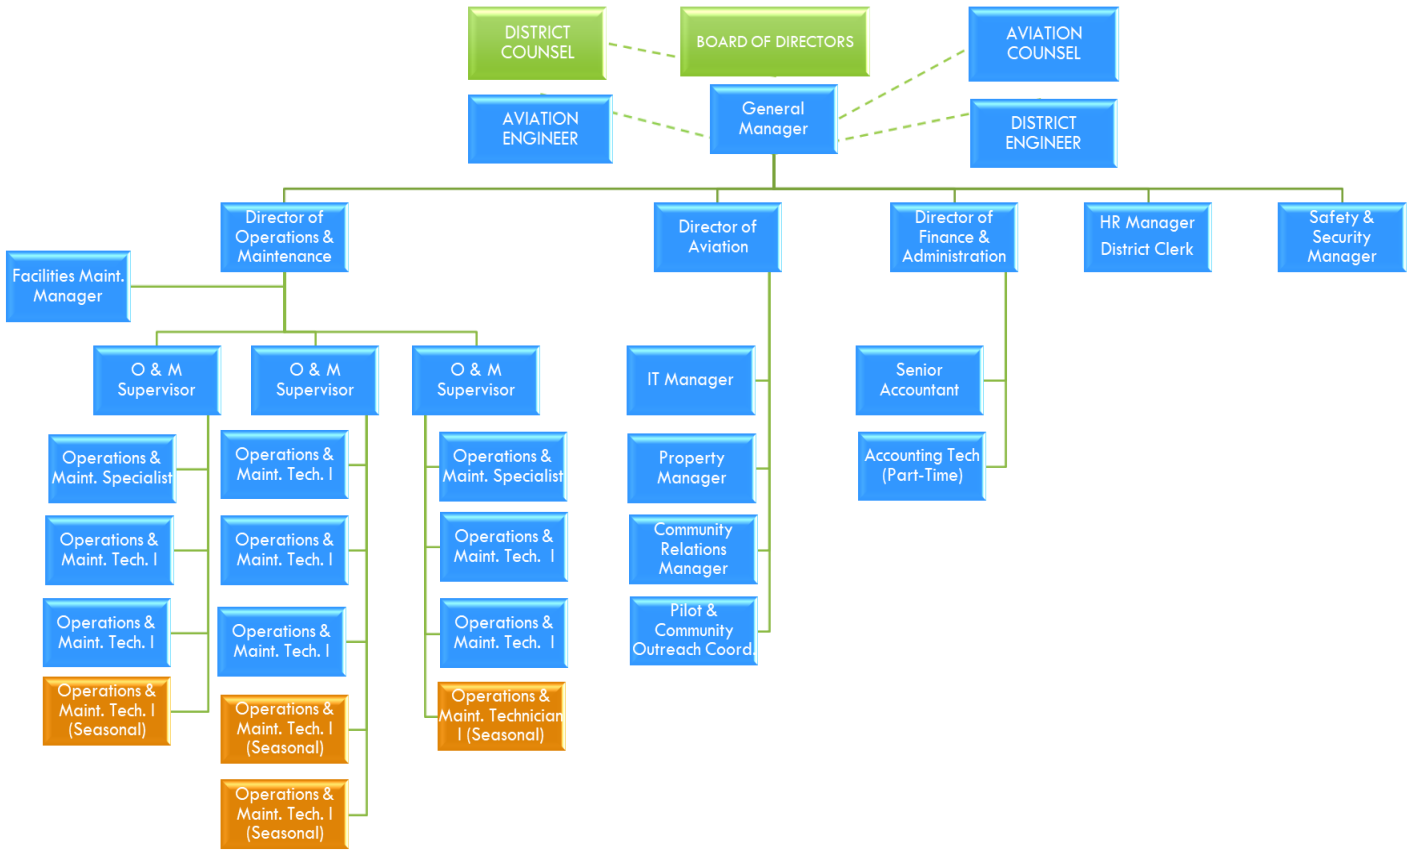 DISTRICT
COUNSEL
BOARD OF DIRECTORS
AVIATION
COUNSEL
AVIATION
ENGINEER
General
Manager
DISTRICT
ENGINEER
Director of
Operations &
Maintenance
Director of
Aviation
Director of
Finance &
Administration
HR Manager
District Clerk
Safety &
Security
Manager
Facilities Maint.
Manager
O & M
Supervisor
O & M
Supervisor
O & M
Supervisor
IT Manager
Senior
Accountant
Operations &
Maint. Specialist
Operations &
Maint. Tech. I
Operations &
Maint. Specialist
Property
Manager
Accounting Tech
(Part-Time)
Operations &
Maint. Tech. I
Operations &
Maint. Tech. I
Operations &
Maint. Tech. I
Community
Relations
Manager
Operations &
Maint. Tech. I
Operations &
Maint. Tech. I
Operations &
Maint. Tech. I
Pilot &
Community
Outreach Coord.
Operations &
Maint. Tech. I
(Seasonal)
Operations &
Maint. Tech. I
(Seasonal)
Operations &
Maint. Technician
I (Seasonal)
Operations &
Maint. Tech. I
(Seasonal)